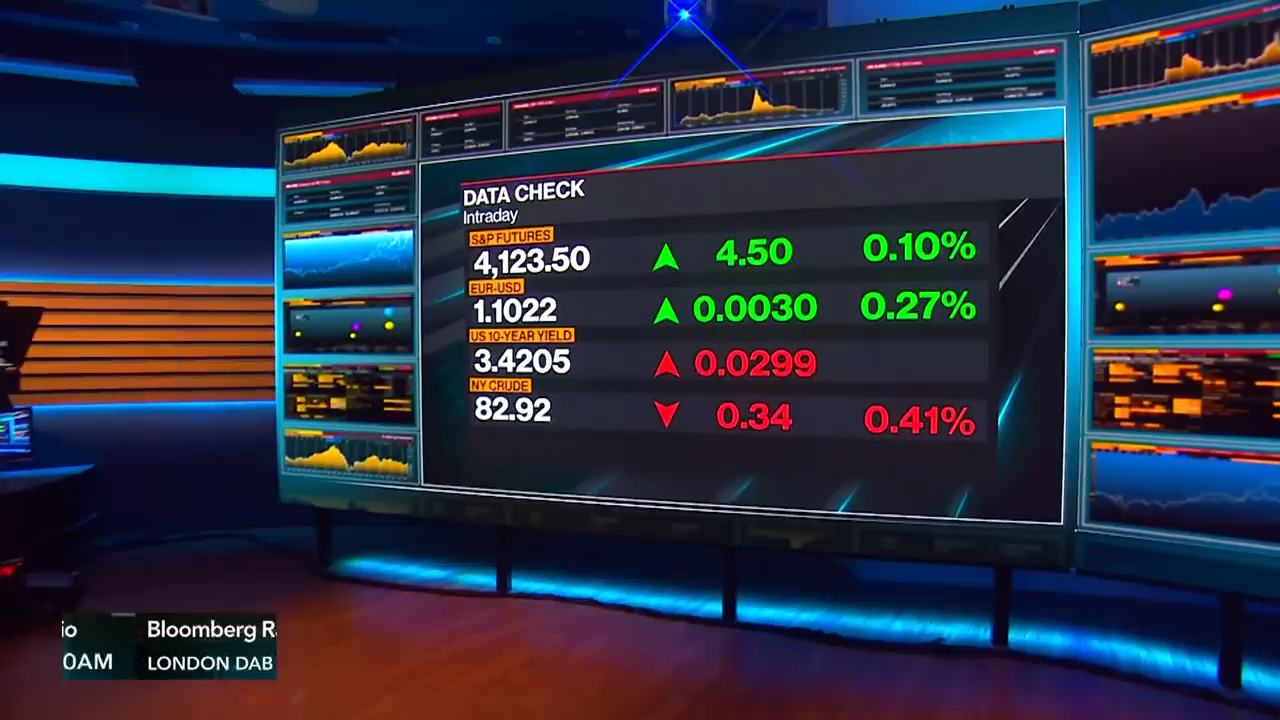 DATA CHECK
Intraday
S&P FUTURES
4,123.50 ▲ 4.50 0.10%
EUR-USD
1.1022 ▲ 0.0030 0.27%
US 10-YEAR YIELD
3.4205 ▲ 0.0299
NY CRUDE
82.92 ▼ 0.34 0.41%
io Bloomberg Ra
0AM LONDON DAB